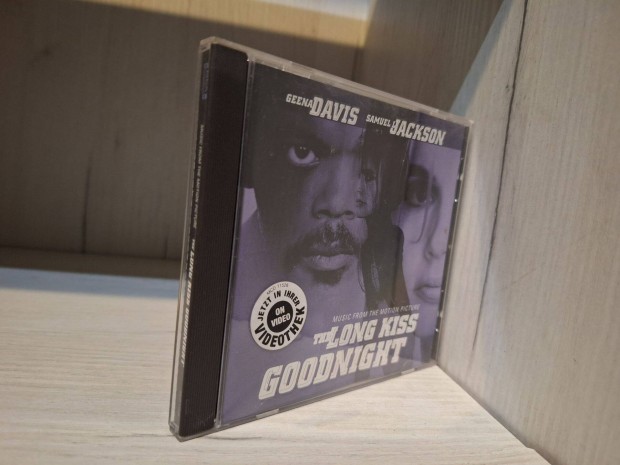 GEENA DAVIS SAMUEL L. JACKSON
JETZT IN IHRER
ON
VIDEO
VIDEOTHEK
MUSIC FROM THE MOTION PICTURE
THE LONG KISS
GOODNIGHT